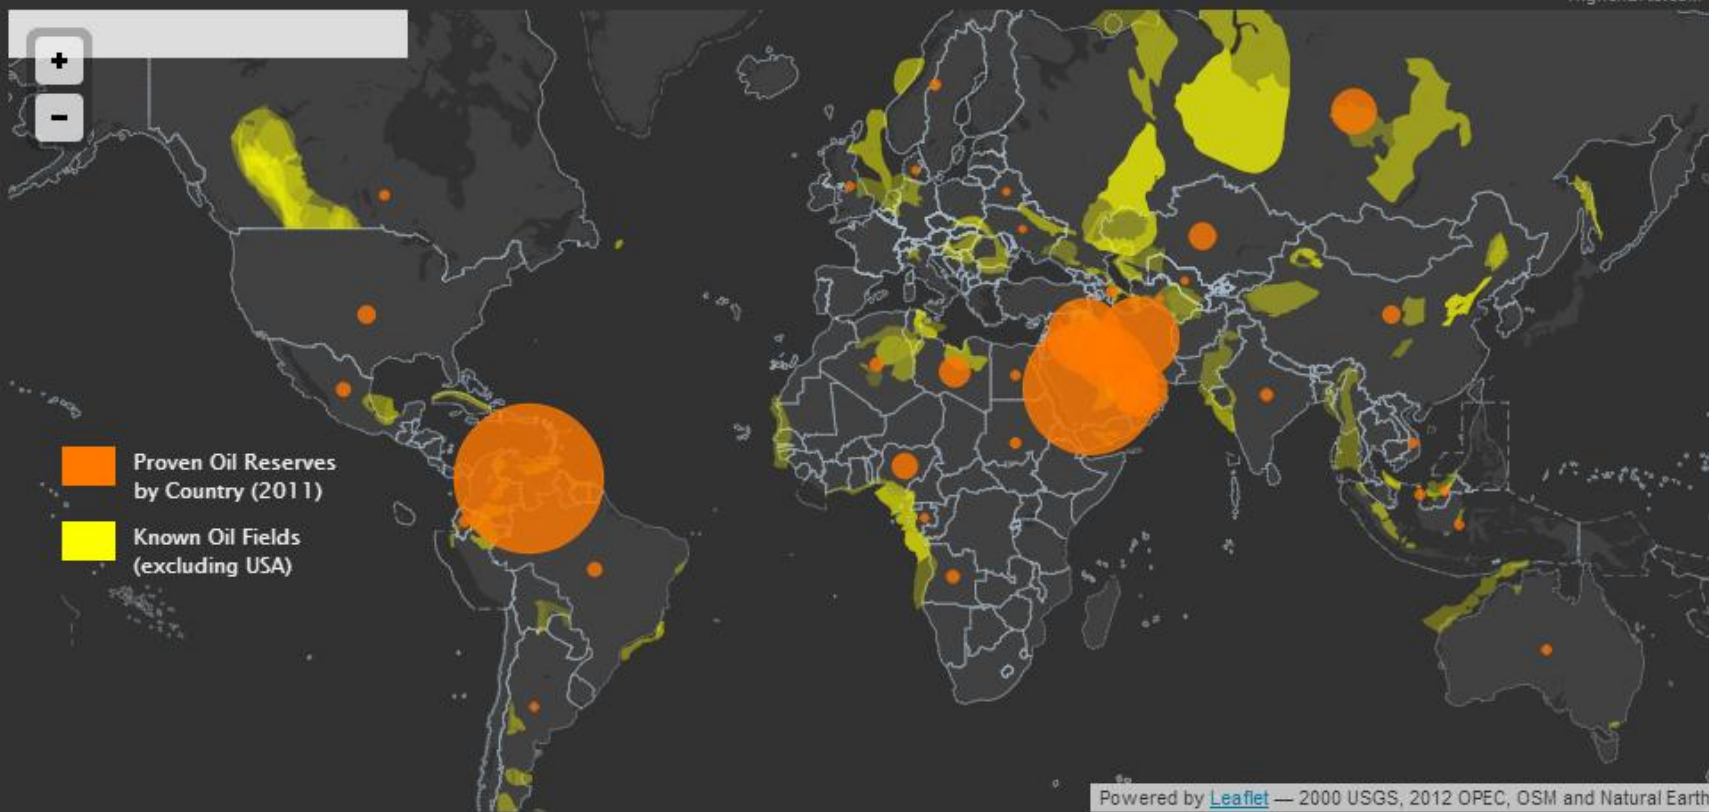 +
−
Proven Oil Reserves
by Country (2011)
Known Oil Fields
(excluding USA)
Powered by Leaflet — 2000 USGS, 2012 OPEC, OSM and Natural Earth